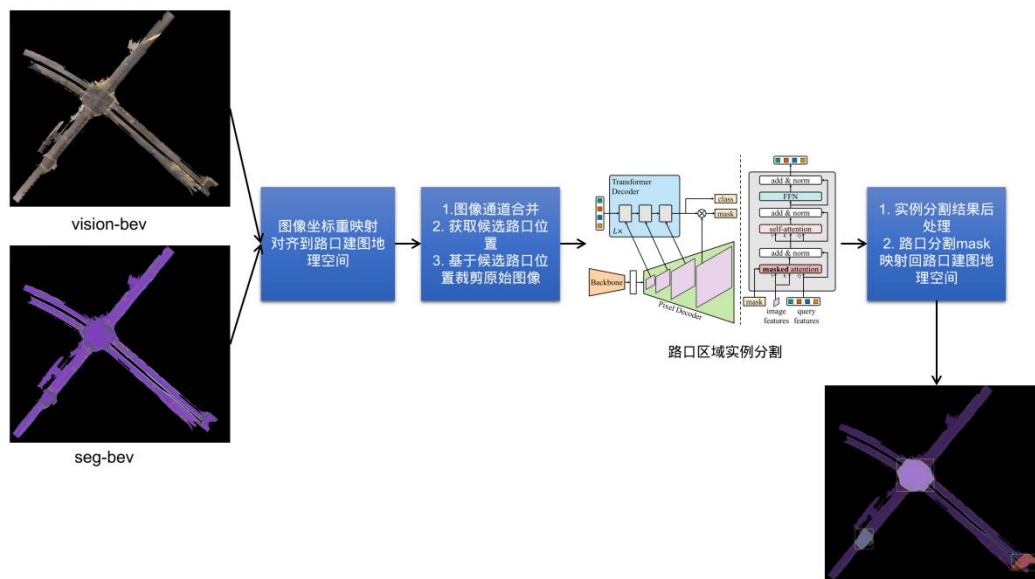 vision-bev
seg-bev
图像坐标重映射
对齐到路口建图地
理空间
1.图像通道合并
2. 获取候选路口位
置
3. 基于候选路口位
置裁剪原始图像
Transformer
Decoder
L×
class
mask
Backbone
Pixel Decoder
add & norm
FFN
add & norm
self-attention
V K Q
add & norm
masked attention
V K Q
mask
image
features
query
features
路口区域实例分割
1. 实例分割结果后
处理
2. 路口分割mask
映射回路口建图地
理空间